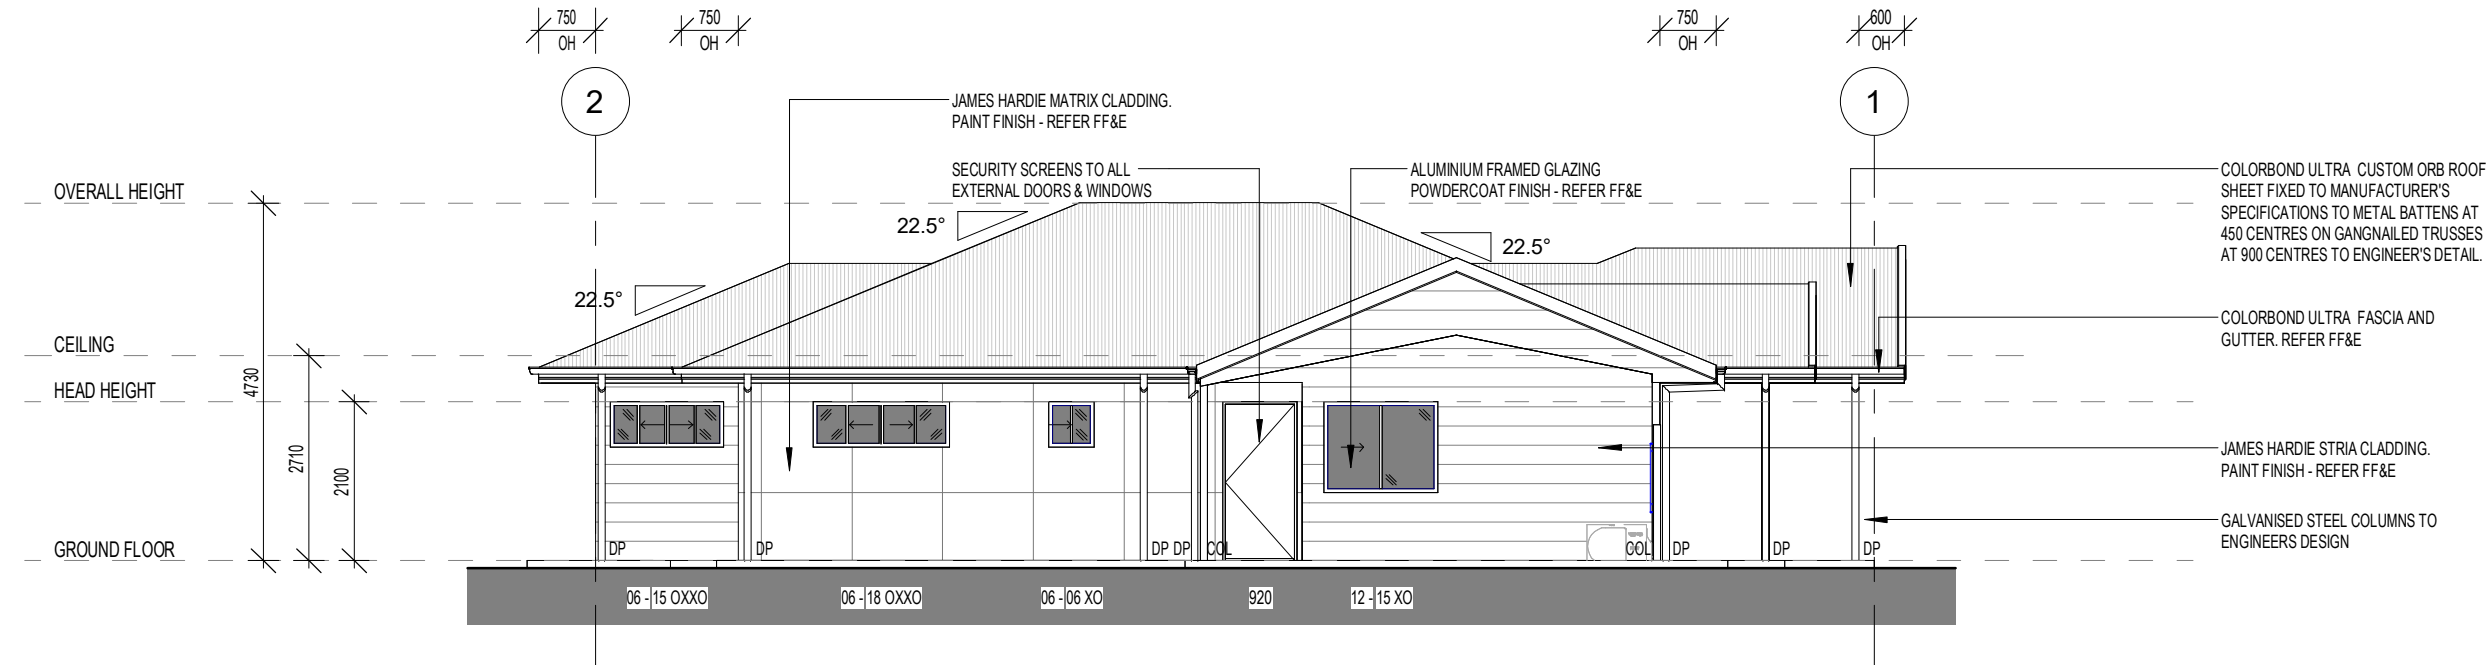 750
OH
750
OH
750
OH
600
OH
2
1
JAMES HARDIE MATRIX CLADDING.
PAINT FINISH - REFER FF&E
SECURITY SCREENS TO ALL
EXTERNAL DOORS & WINDOWS
ALUMINIUM FRAMED GLAZING
POWDERCOAT FINISH - REFER FF&E
COLORBOND ULTRA CUSTOM ORB ROOF
SHEET FIXED TO MANUFACTURER'S
SPECIFICATIONS TO METAL BATTENS AT
450 CENTRES ON GANGNAILED TRUSSES
AT 900 CENTRES TO ENGINEER'S DETAIL.
OVERALL HEIGHT
22.5°
22.5°
22.5°
COLORBOND ULTRA FASCIA AND
GUTTER. REFER FF&E
CEILING
HEAD HEIGHT
4730
2710
2100
JAMES HARDIE STRIA CLADDING.
PAINT FINISH - REFER FF&E
GALVANISED STEEL COLUMNS TO
ENGINEERS DESIGN
GROUND FLOOR
DP
DP
DP
DP
COL
COL
DP
DP
DP
06 - 15 OXXO
06 - 18 OXXO
06 - 06 XO
920
12 - 15 XO